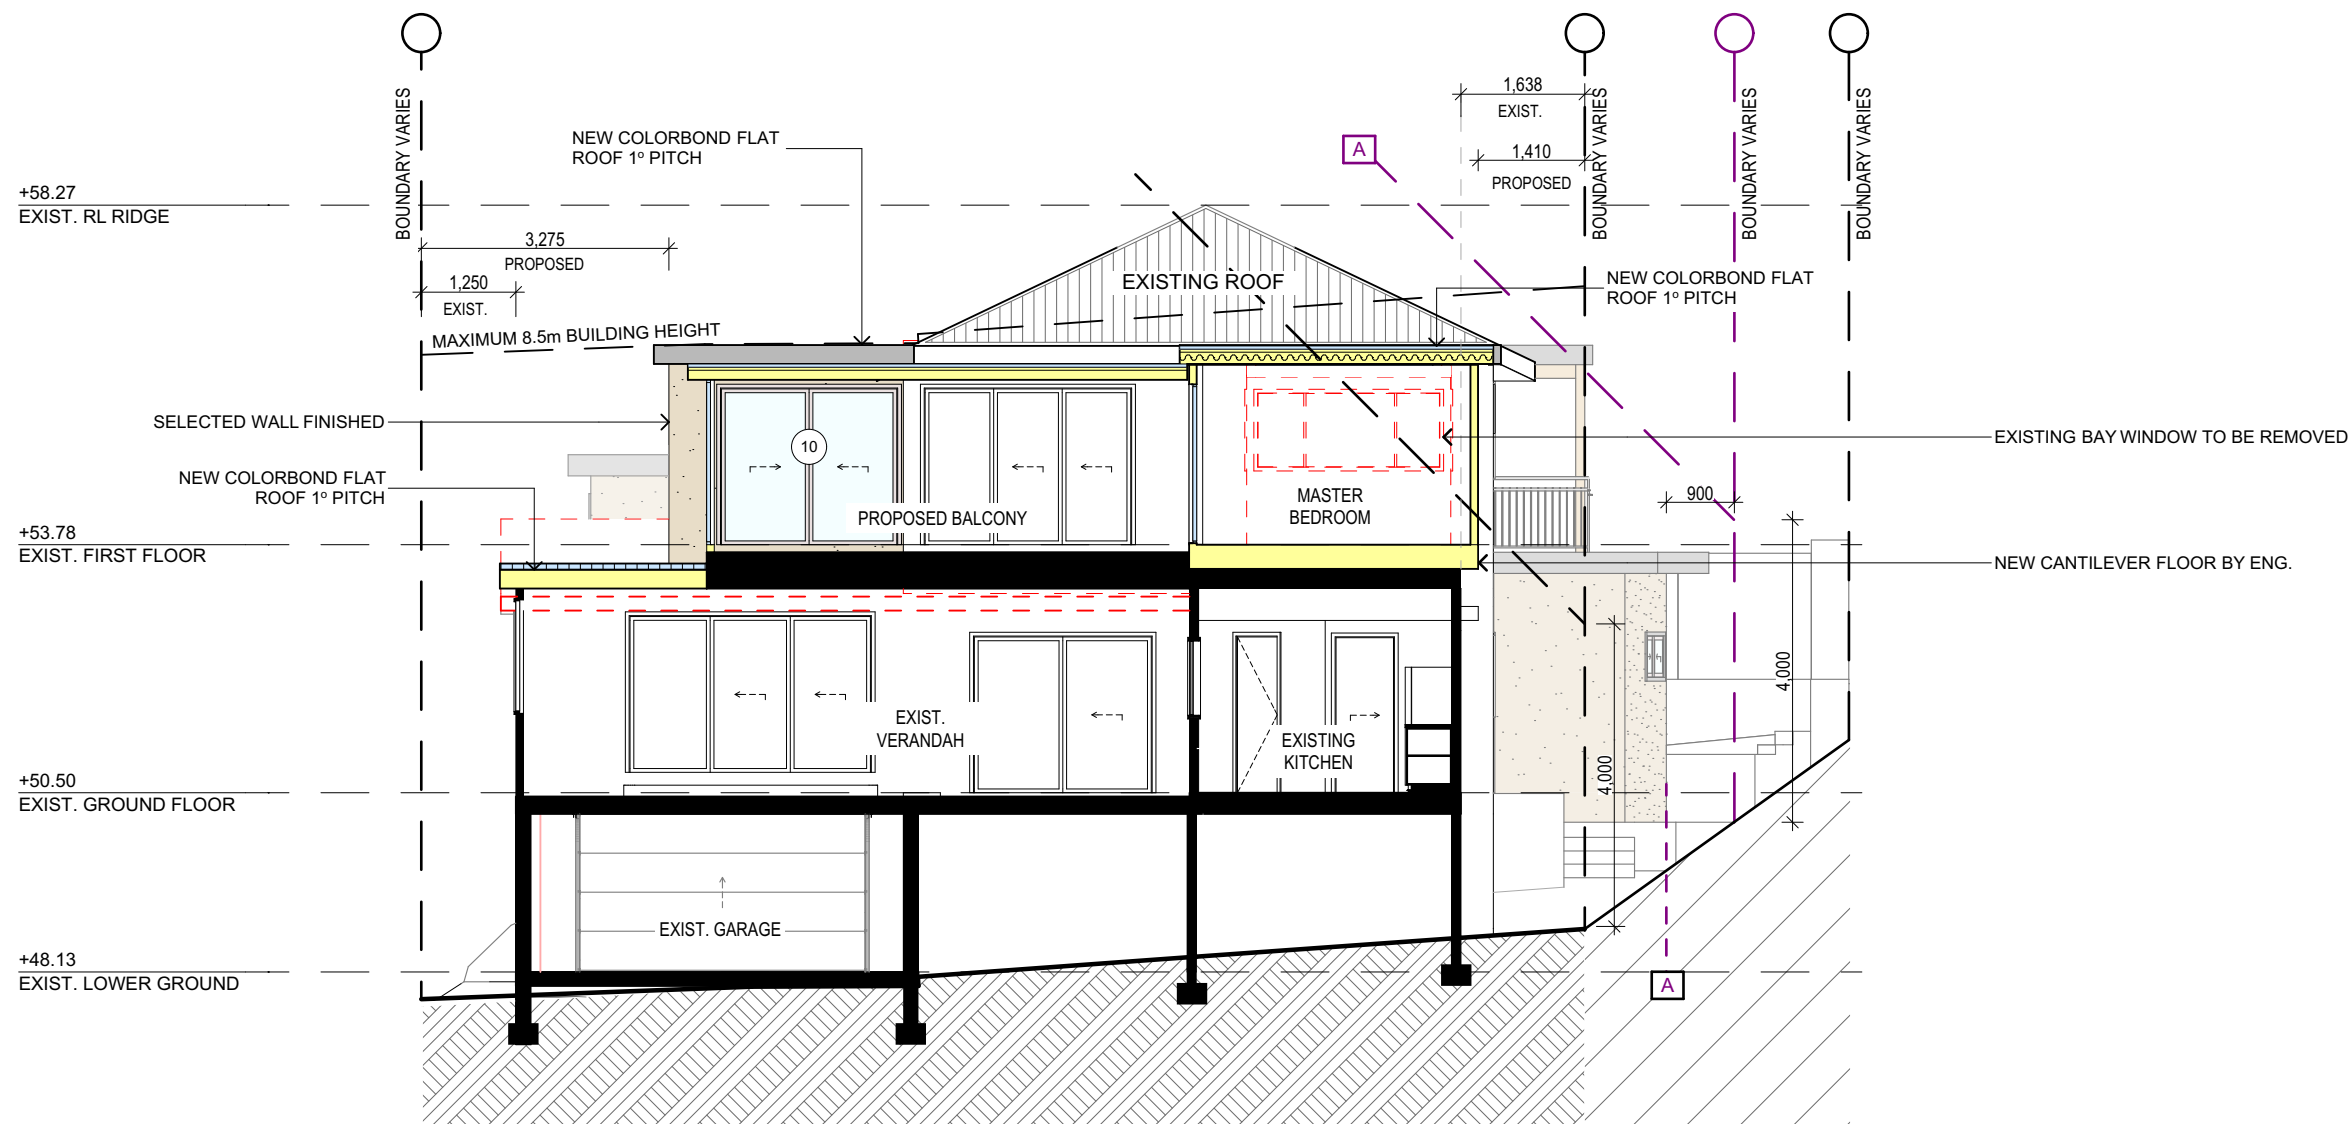 BOUNDARY VARIES
BOUNDARY VARIES
BOUNDARY VARIES
BOUNDARY VARIES
1,638
EXIST.
1,410
PROPOSED
A
NEW COLORBOND FLAT
ROOF 1º PITCH
+58.27
EXIST. RL RIDGE
3,275
PROPOSED
1,250
EXIST.
EXISTING ROOF
NEW COLORBOND FLAT
ROOF 1º PITCH
MAXIMUM 8.5m BUILDING HEIGHT
SELECTED WALL FINISHED
10
EXISTING BAY WINDOW TO BE REMOVED
NEW COLORBOND FLAT
ROOF 1º PITCH
PROPOSED BALCONY
MASTER
BEDROOM
900
+53.78
EXIST. FIRST FLOOR
NEW CANTILEVER FLOOR BY ENG.
4,000
EXIST.
VERANDAH
EXISTING
KITCHEN
4,000
+50.50
EXIST. GROUND FLOOR
EXIST. GARAGE
+48.13
EXIST. LOWER GROUND
A